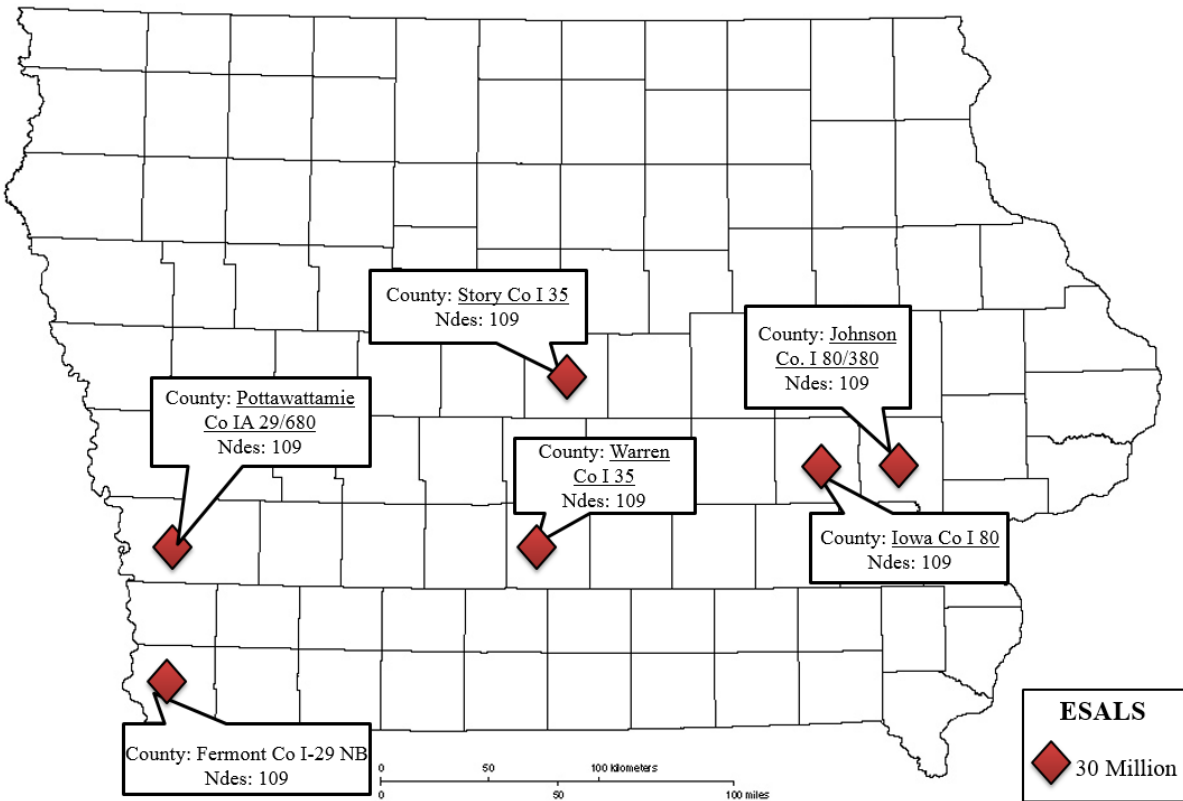 County: Story Co I 35
Ndes: 109
County: Johnson
Co. I 80/380
Ndes: 109
County: Pottawattamie
Co IA 29/680
Ndes: 109
County: Warren
Co I 35
Ndes: 109
County: Iowa Co I 80
Ndes: 109
County: Fermont Co I-29 NB
Ndes: 109
0 50 100 kilometers
0 50 100 miles
ESALS
30 Million